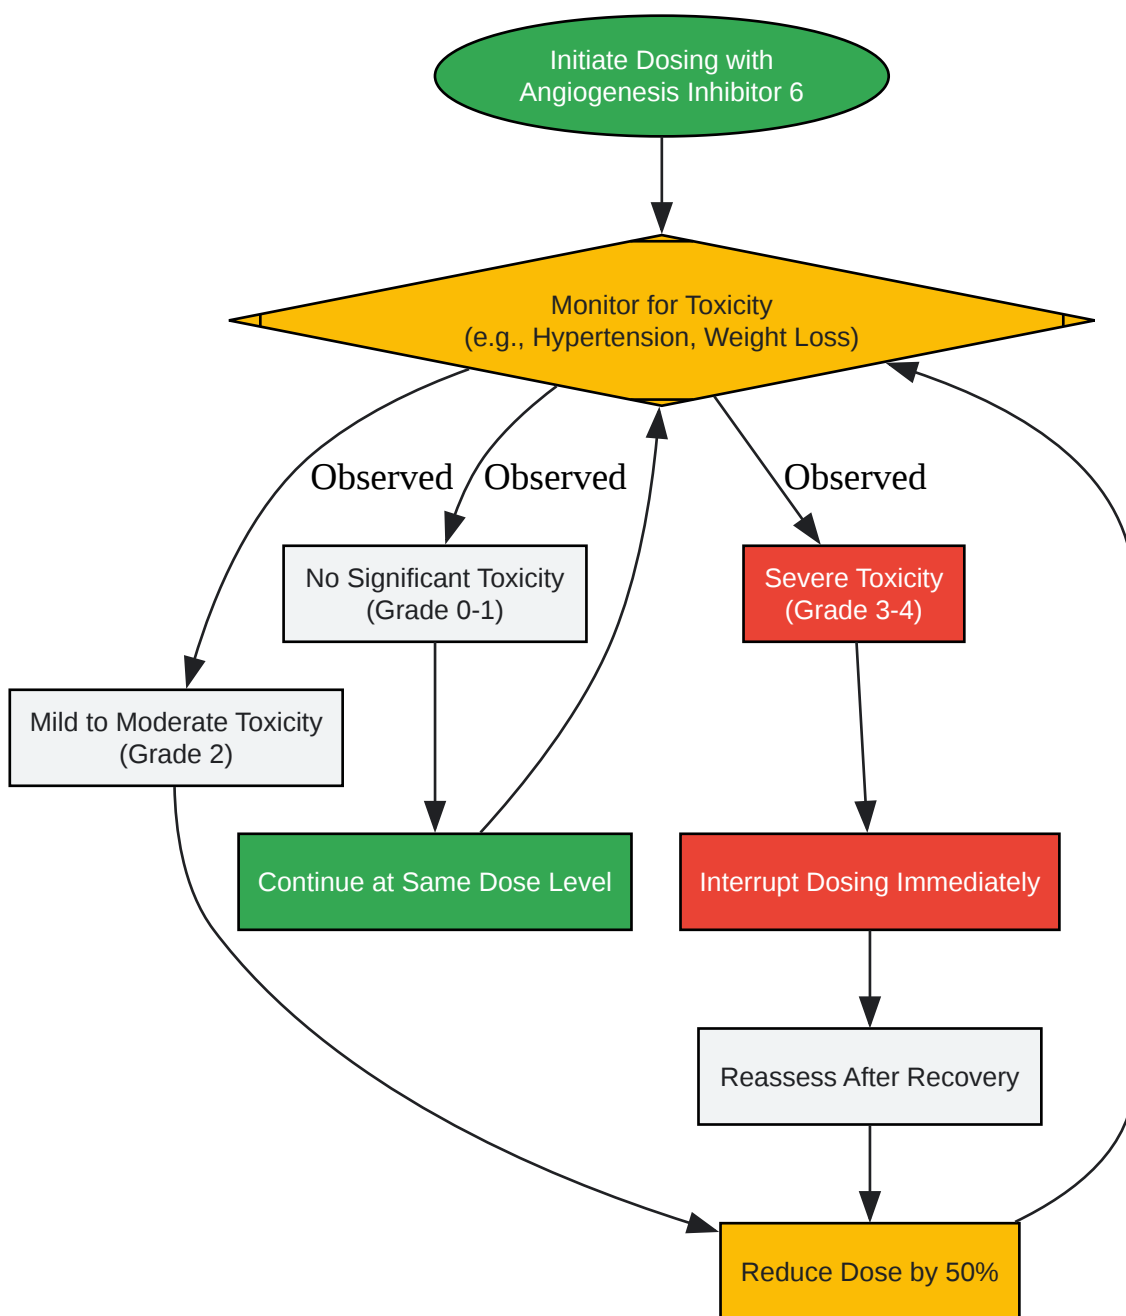 Initiate Dosing with
Angiogenesis Inhibitor 6
Monitor for Toxicity
(e.g., Hypertension, Weight Loss)
Observed
Observed
Observed
No Significant Toxicity
(Grade 0-1)
Severe Toxicity
(Grade 3-4)
Mild to Moderate Toxicity
(Grade 2)
Continue at Same Dose Level
Interrupt Dosing Immediately
Reassess After Recovery
Reduce Dose by 50%